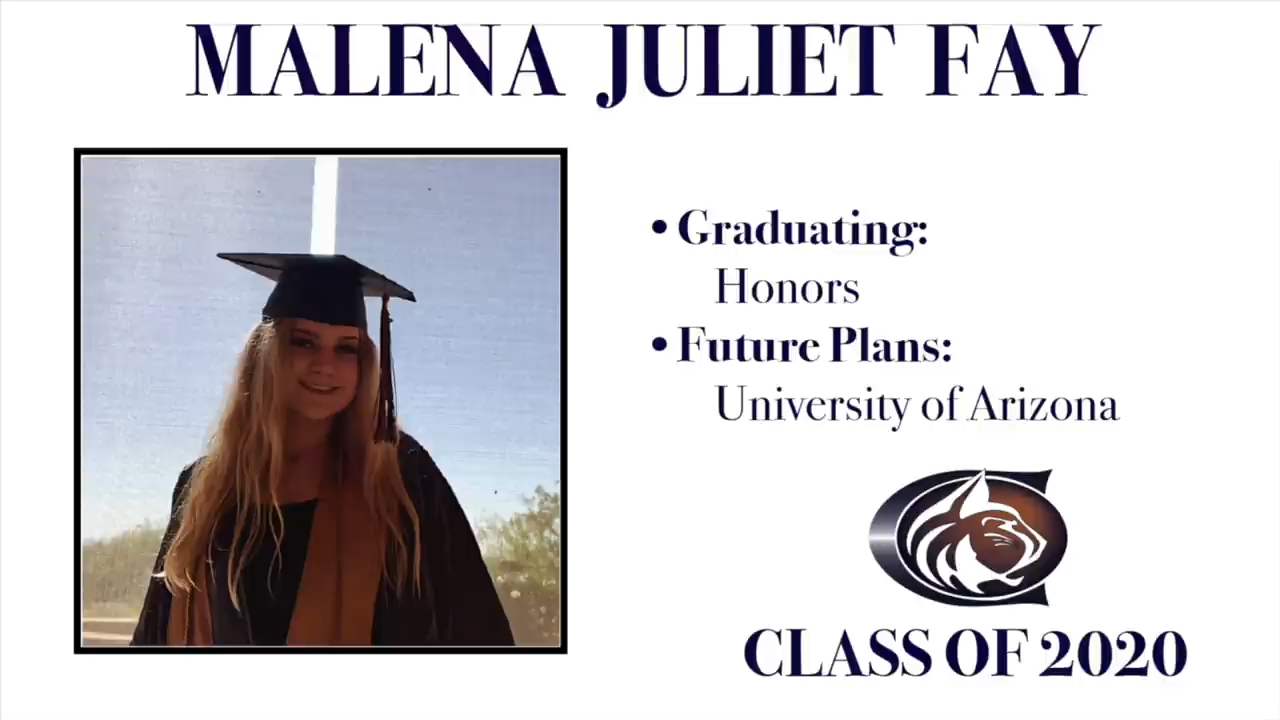 MALENA JULIET FAY
• Graduating:
Honors
• Future Plans:
University of Arizona
CLASS OF 2020